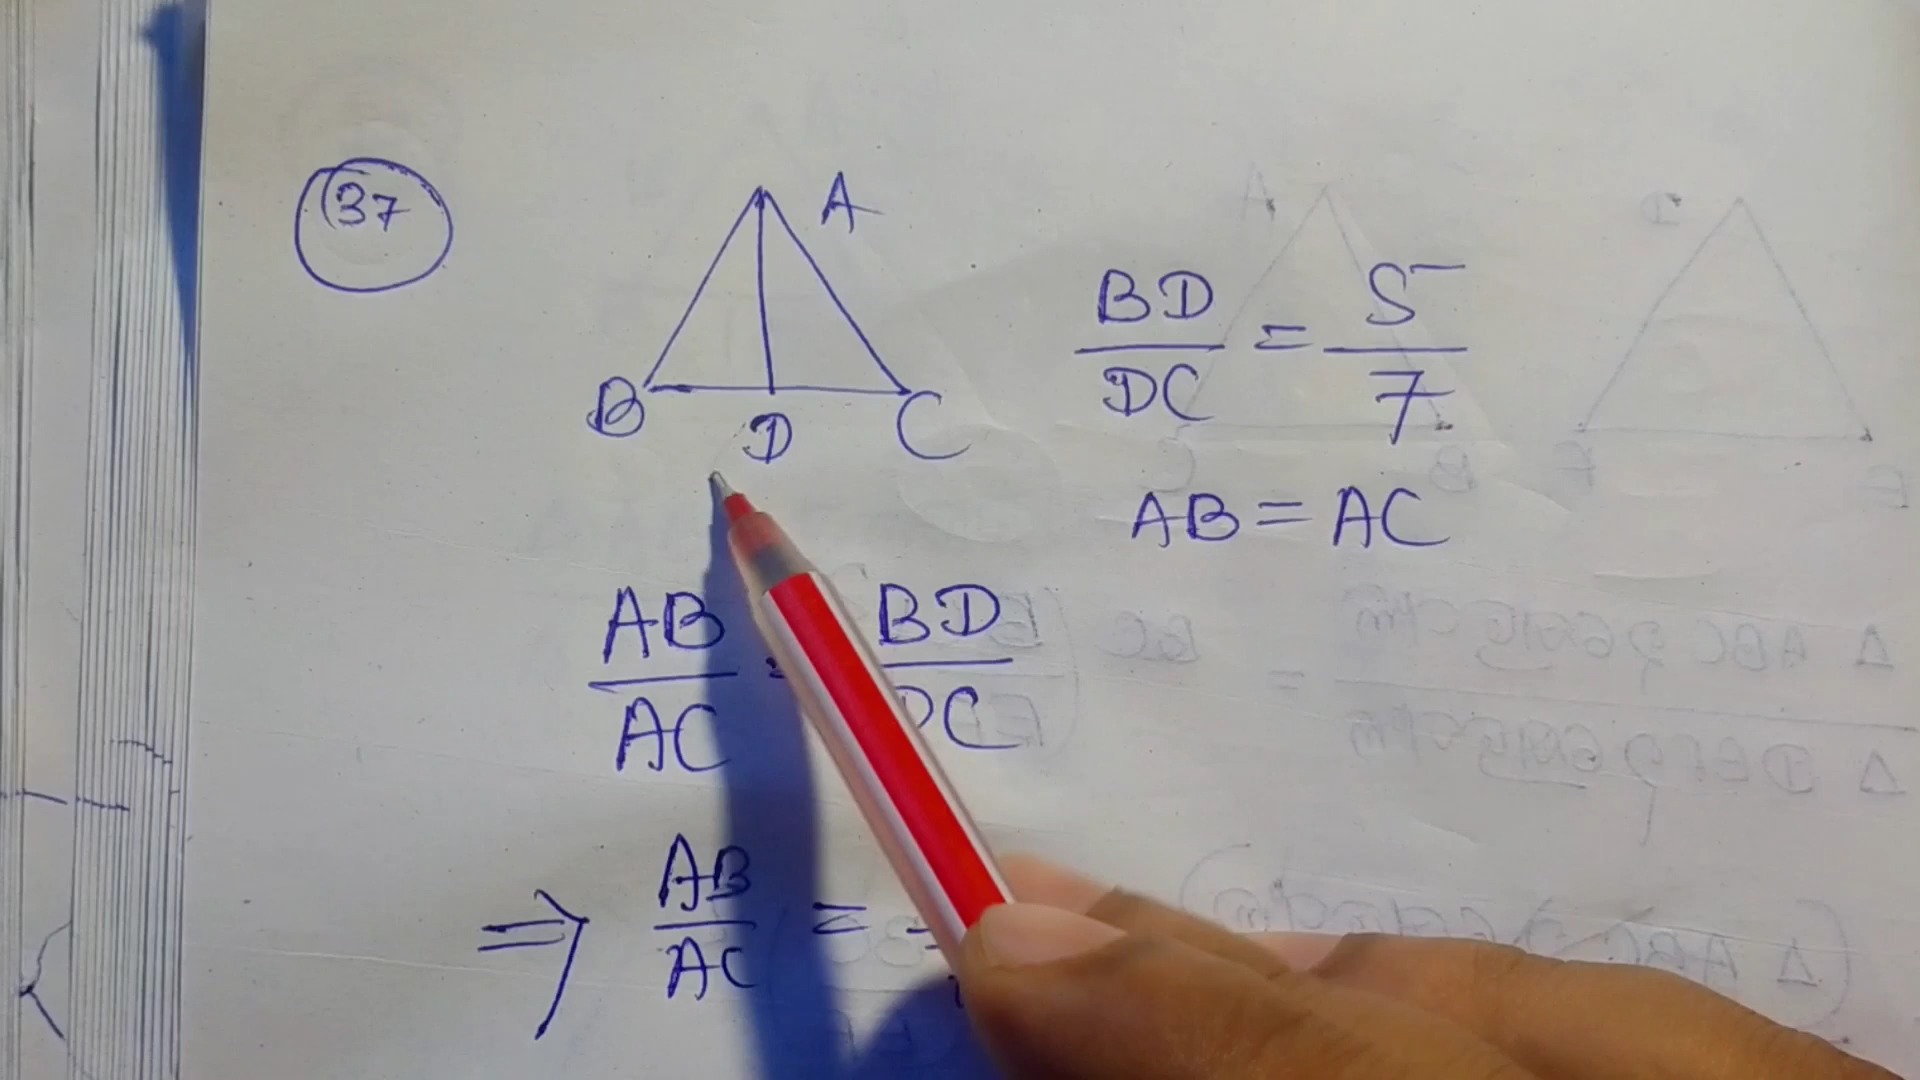 37
A
B D C
BD/DC = 5/7
AB = AC
AB/AC = BD/DC
⇒ AB/AC =